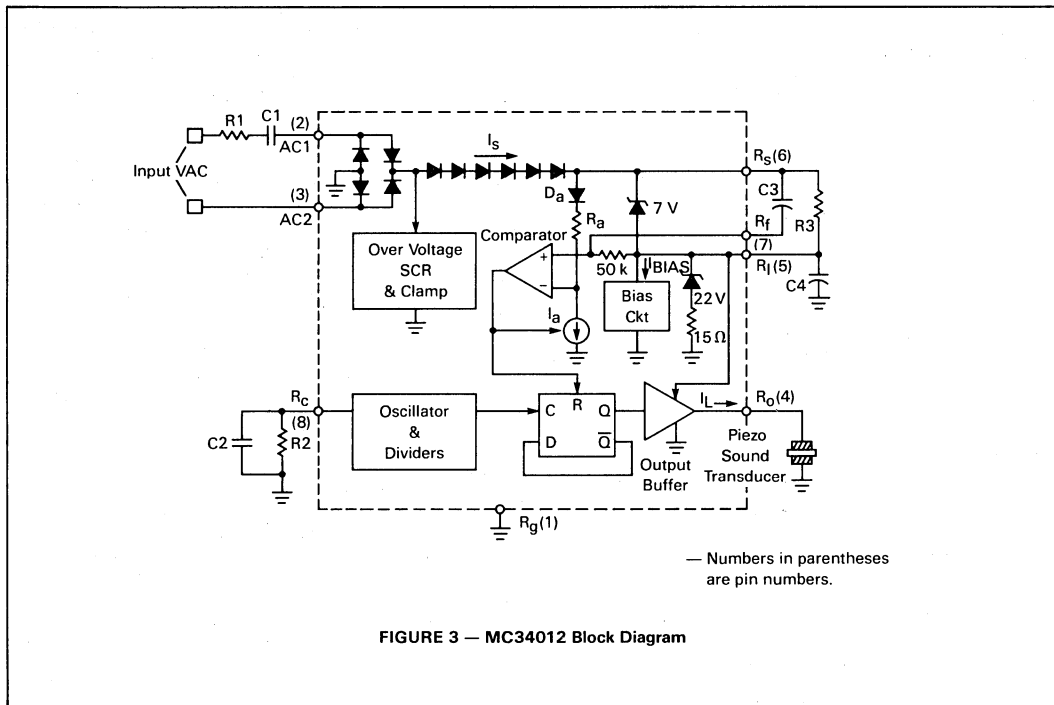 R1
C1
(2)
AC1
Input VAC
(3)
AC2
Is
Rs(6)
C3
Da
Ra
7 V
Rf
(7)
R3
Over Voltage
SCR
& Clamp
Comparator
+
−
50 k
IBIAS
RI(5)
C4
Bias
Ckt
22 V
15 Ω
Ia
Rc
(8)
C2
R2
Oscillator
&
Dividers
R
C
Q
D
Q̅
IL
Ro(4)
Output
Buffer
Piezo
Sound
Transducer
Rg(1)
— Numbers in parentheses
are pin numbers.
FIGURE 3 — MC34012 Block Diagram